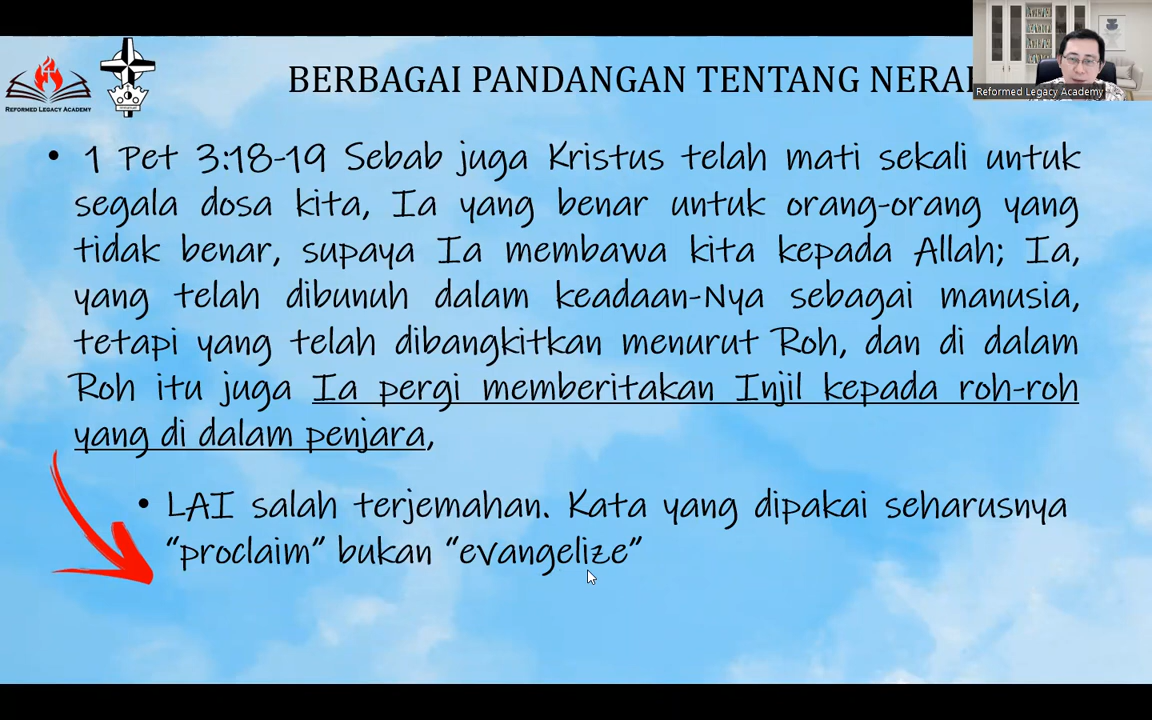 REFORMED LEGACY ACADEMY
BERBAGAI PANDANGAN TENTANG
Reformed Legacy Academy
• 1 Pet 3:18-19 Sebab juga Kristus telah mati sekali untuk
segala dosa kita, Ia yang benar untuk orang-orang yang
tidak benar, supaya Ia membawa kita kepada Allah; Ia,
yang telah dibunuh dalam keadaan-Nya sebagai manusia,
tetapi yang telah dibangkitkan menurut Roh, dan di dalam
Roh itu juga Ia pergi memberitakan Injil kepada roh-roh
yang di dalam penjara,
• LAI salah terjemahan. Kata yang dipakai seharusnya
"proclaim" bukan "evangelize"